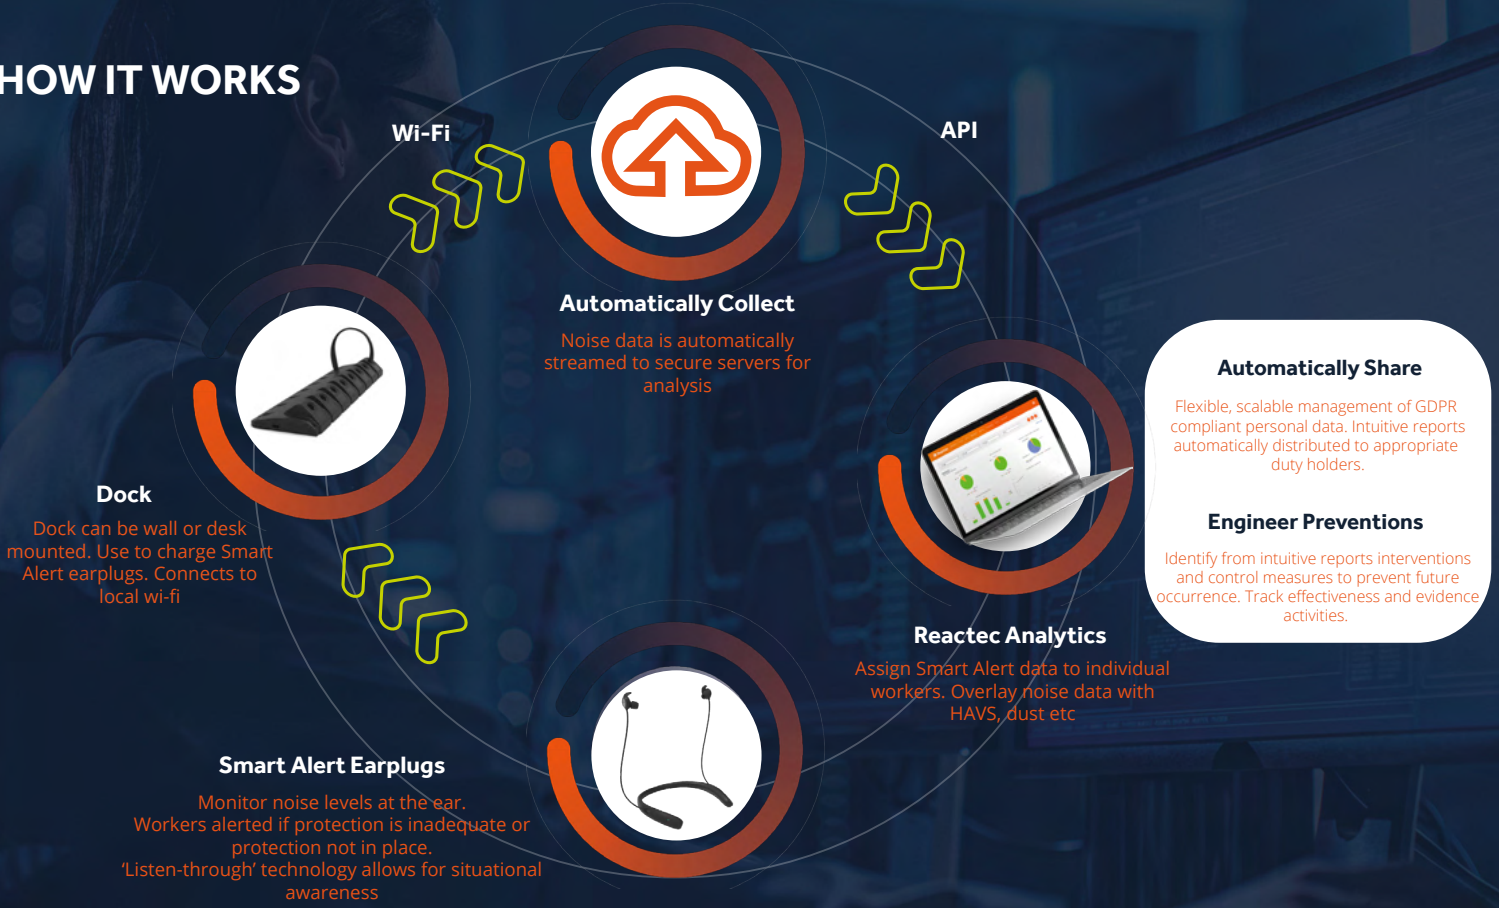 HOW IT WORKS
Wi-Fi
API
Automatically Collect
Noise data is automatically
streamed to secure servers for
analysis
Dock
Dock can be wall or desk
mounted. Use to charge Smart
Alert earplugs. Connects to
local wi-fi
Automatically Share
Flexible, scalable management of GDPR
compliant personal data. Intuitive reports
automatically distributed to appropriate
duty holders.
Engineer Preventions
Identify from intuitive reports interventions
and control measures to prevent future
occurrence. Track effectiveness and evidence
activities.
Reactec Analytics
Assign Smart Alert data to individual
workers. Overlay noise data with
HAVS, dust etc
Smart Alert Earplugs
Monitor noise levels at the ear.
Workers alerted if protection is inadequate or
protection not in place.
‘Listen-through’ technology allows for situational
awareness